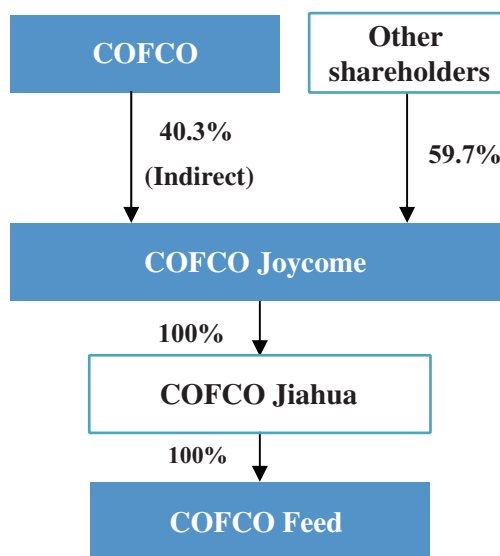 COFCO
Other
shareholders
40.3%
(Indirect)
59.7%
COFCO Joycome
100%
COFCO Jiahua
100%
COFCO Feed